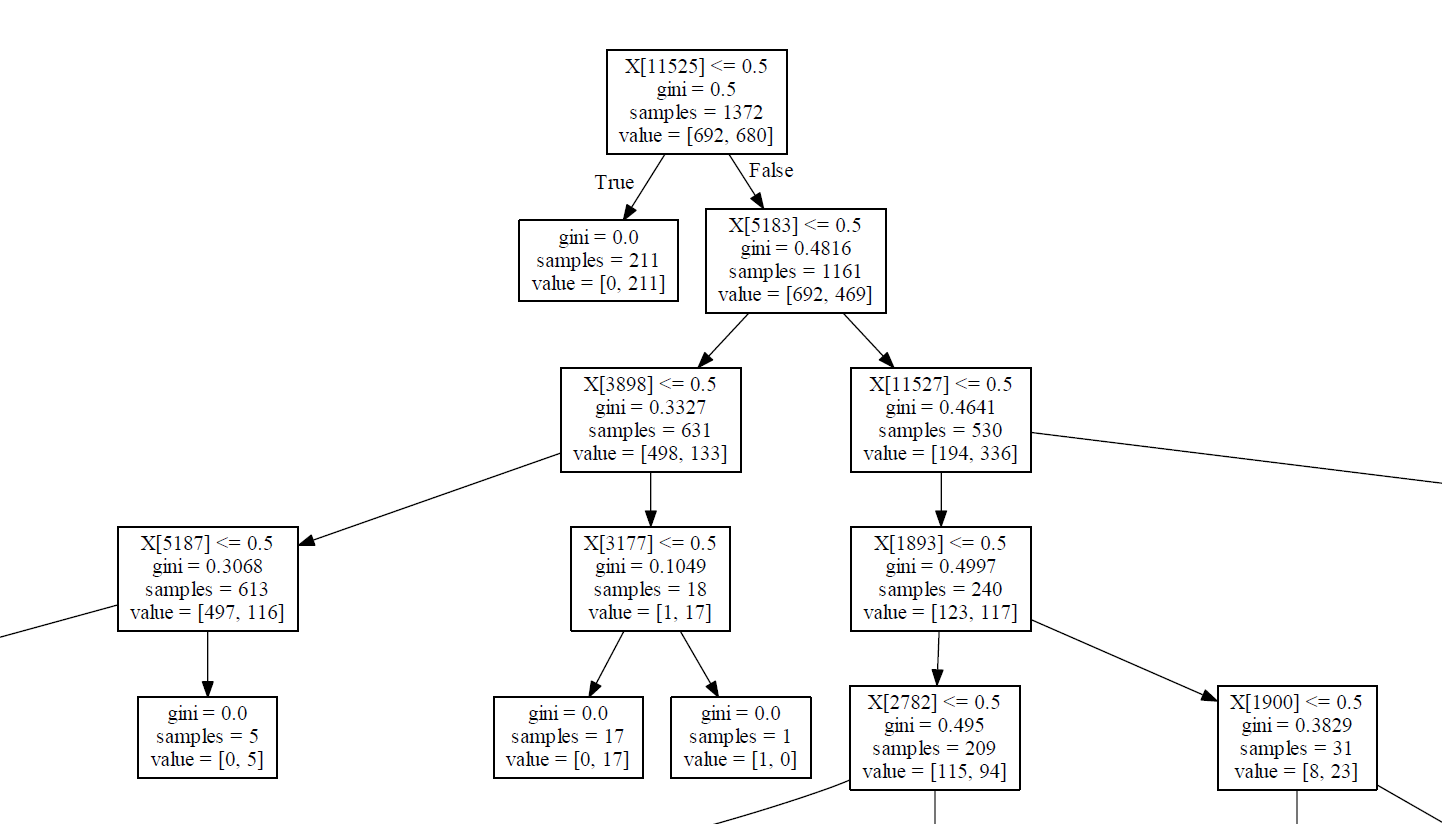 X[11525] <= 0.5
gini = 0.5
samples = 1372
value = [692, 680]
True
False
gini = 0.0
samples = 211
value = [0, 211]
X[5183] <= 0.5
gini = 0.4816
samples = 1161
value = [692, 469]
X[3898] <= 0.5
gini = 0.3327
samples = 631
value = [498, 133]
X[11527] <= 0.5
gini = 0.4641
samples = 530
value = [194, 336]
X[5187] <= 0.5
gini = 0.3068
samples = 613
value = [497, 116]
X[3177] <= 0.5
gini = 0.1049
samples = 18
value = [1, 17]
X[1893] <= 0.5
gini = 0.4997
samples = 240
value = [123, 117]
gini = 0.0
samples = 5
value = [0, 5]
gini = 0.0
samples = 17
value = [0, 17]
gini = 0.0
samples = 1
value = [1, 0]
X[2782] <= 0.5
gini = 0.495
samples = 209
value = [115, 94]
X[1900] <= 0.5
gini = 0.3829
samples = 31
value = [8, 23]